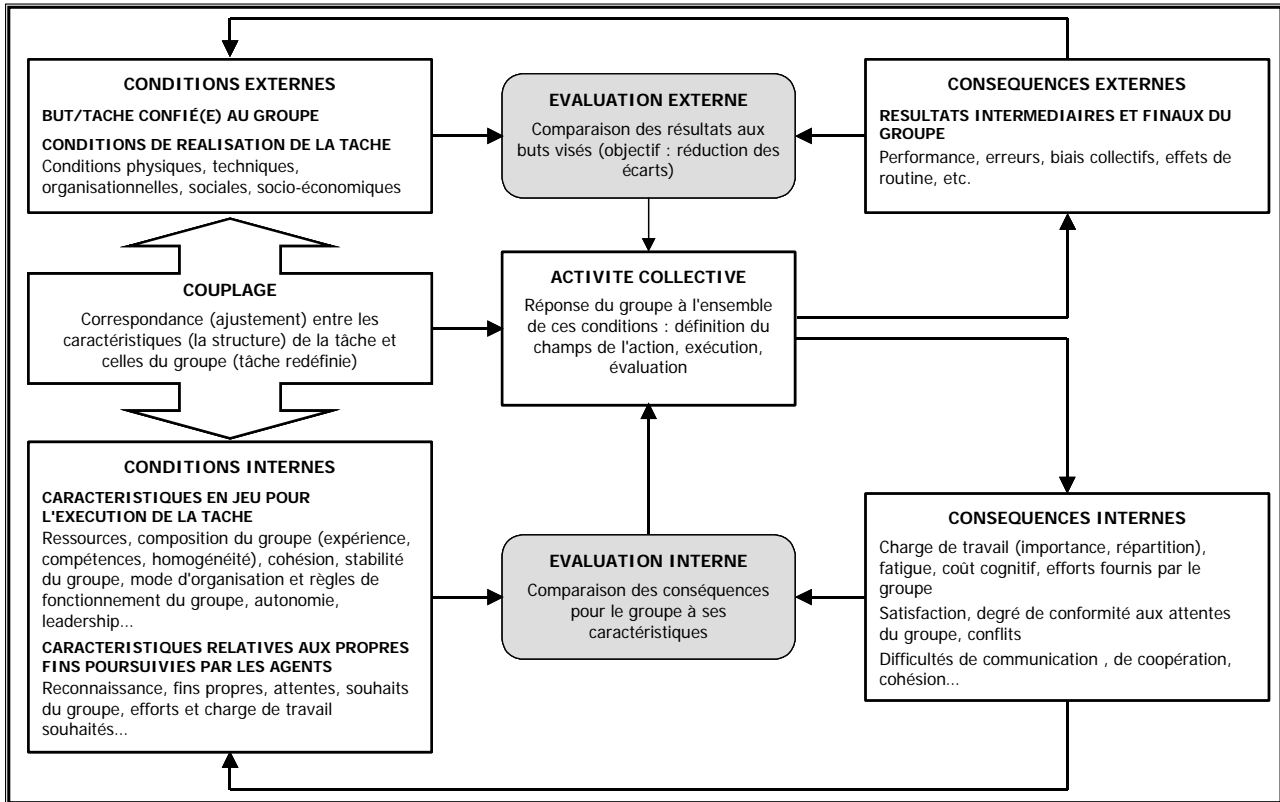 CONDITIONS EXTERNES
BUT/TACHE CONFIÉ(E) AU GROUPE
CONDITIONS DE REALISATION DE LA TACHE
Conditions physiques, techniques,
organisationnelles, sociales, socio-économiques
EVALUATION EXTERNE
Comparaison des résultats aux
buts visés (objectif : réduction des
écarts)
CONSEQUENCES EXTERNES
RESULTATS INTERMEDIAIRES ET FINAUX DU
GROUPE
Performance, erreurs, biais collectifs, effets de
routine, etc.
COUPLAGE
Correspondance (ajustement) entre les
caractéristiques (la structure) de la tâche et
celles du groupe (tâche redéfinie)
ACTIVITE COLLECTIVE
Réponse du groupe à l'ensemble
de ces conditions : définition du
champs de l'action, exécution,
évaluation
CONDITIONS INTERNES
CARACTERISTIQUES EN JEU POUR
L'EXECUTION DE LA TACHE
Ressources, composition du groupe (expérience,
compétences, homogénéité), cohésion, stabilité
du groupe, mode d'organisation et règles de
fonctionnement du groupe, autonomie,
leadership...
CARACTERISTIQUES RELATIVES AUX PROPRES
FINS POURSUIVIES PAR LES AGENTS
Reconnaissance, fins propres, attentes, souhaits
du groupe, efforts et charge de travail
souhaités...
EVALUATION INTERNE
Comparaison des conséquences
pour le groupe à ses
caractéristiques
CONSEQUENCES INTERNES
Charge de travail (importance, répartition),
fatigue, coût cognitif, efforts fournis par le
groupe
Satisfaction, degré de conformité aux attentes
du groupe, conflits
Difficultés de communication , de coopération,
cohésion...